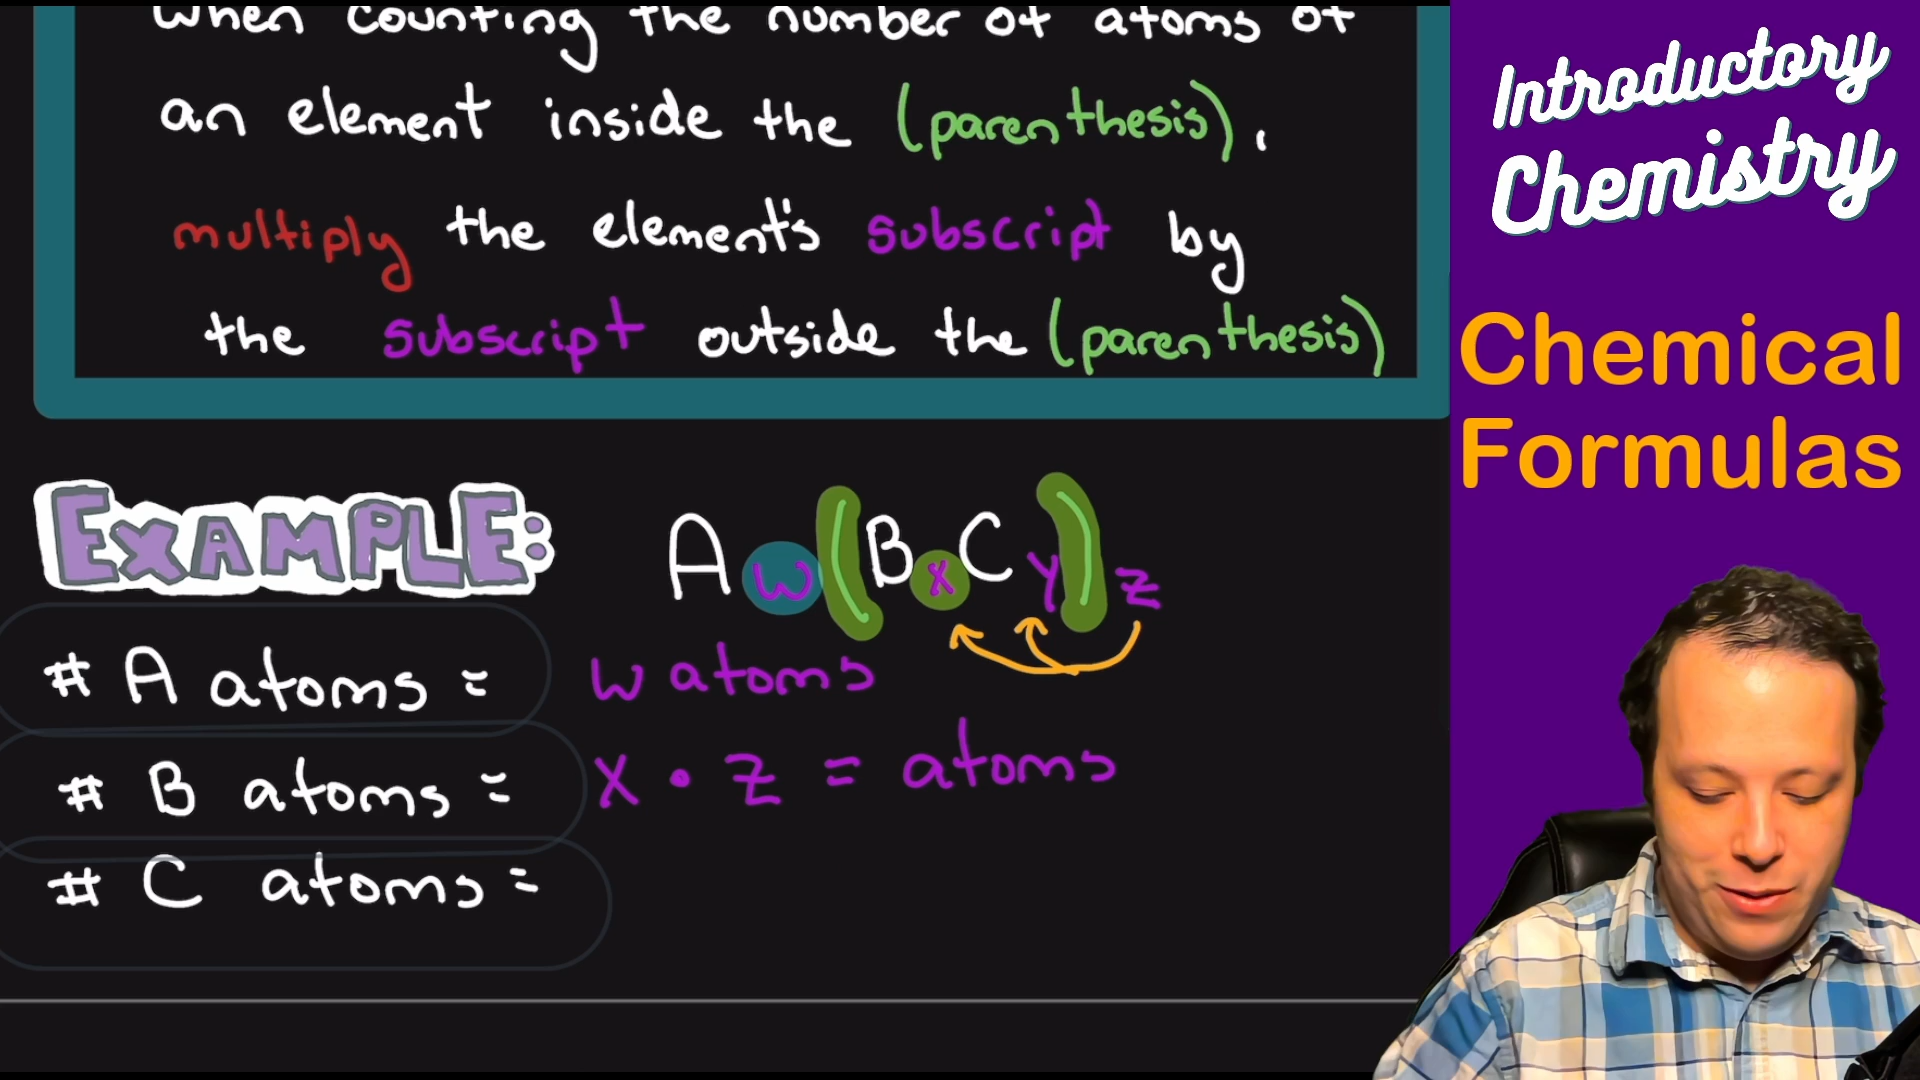 when counting the number of atoms of
an element inside the (parenthesis),
multiply the element's subscript by
the subscript outside the (parenthesis)
EXAMPLE:
A w (B x C y) z
# A atoms = w atoms
# B atoms = x • z = atoms
# C atoms =
Introductory
Chemistry
Chemical
Formulas